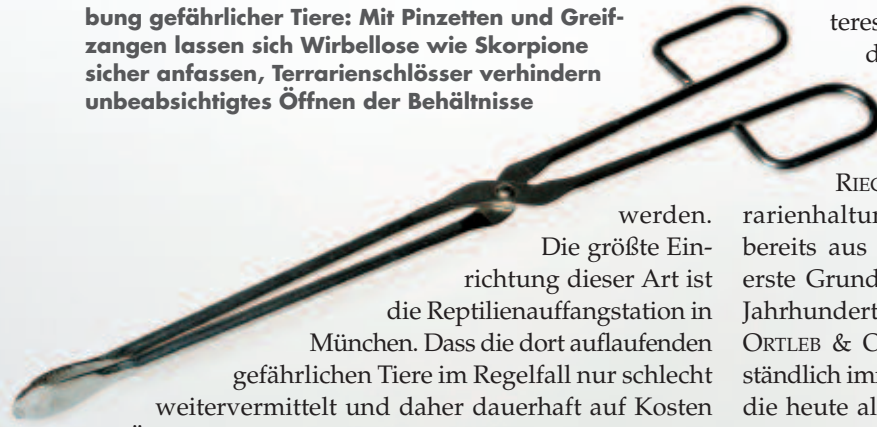 bung gefährlicher Tiere: Mit Pinzetten und Greif-
zangen lassen sich Wirbellose wie Skorpione
sicher anfassen, Terrarienschlösser verhindern
unbeabsichtigtes Öffnen der Behältnisse
werden.
Die größte Ein-
richtung dieser Art ist
die Reptilienauffangstation in
München. Dass die dort auflaufenden
gefährlichen Tiere im Regelfall nur schlecht
weitervermittelt und daher dauerhaft auf Kosten
teres
d
RIEG
rarienhaltun
bereits aus
erste Grund
Jahrhundert
ORTLEB & C
ständlich im
die heute al